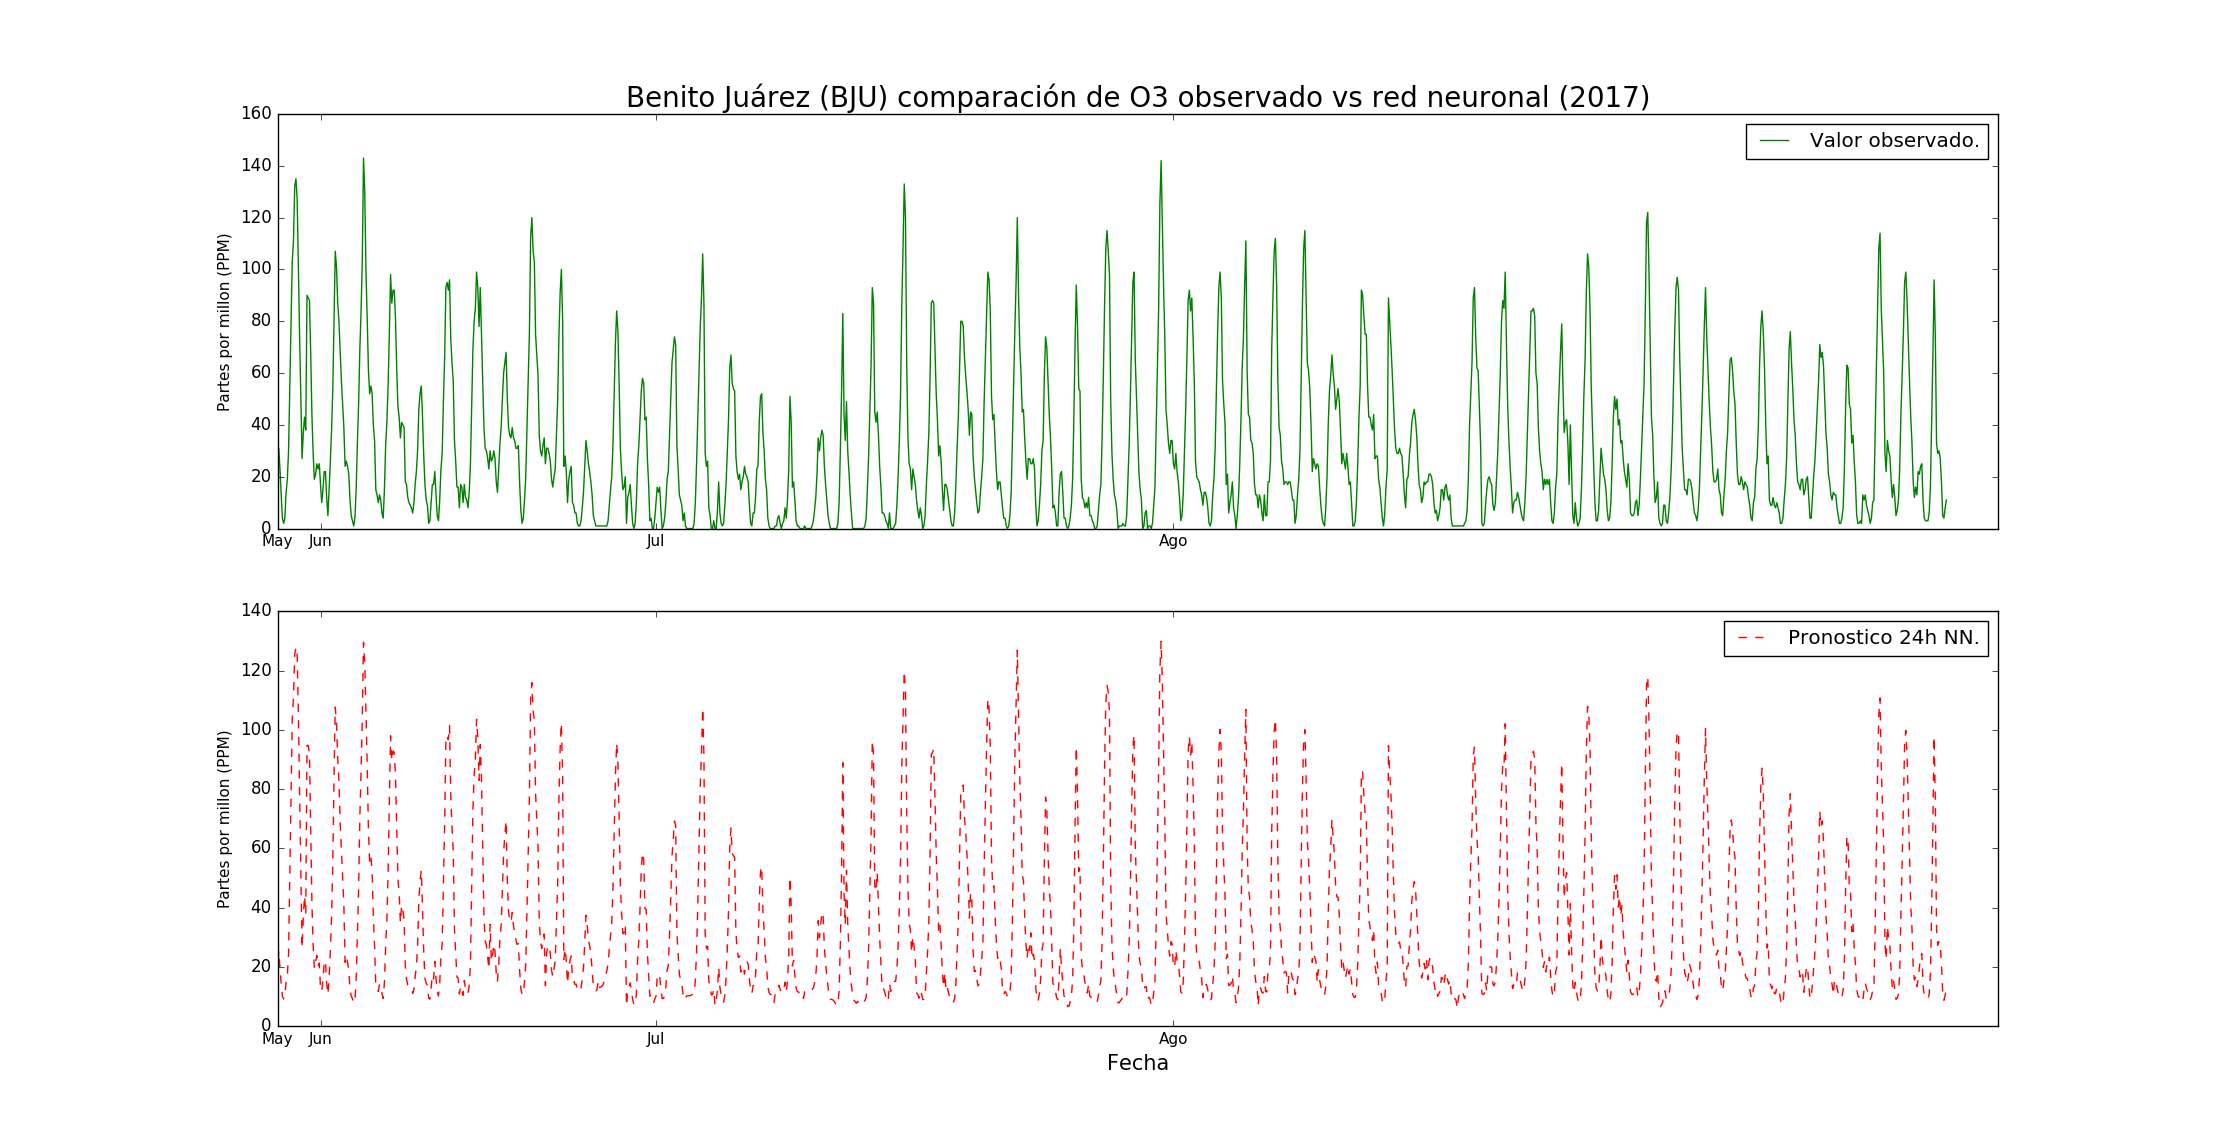 Benito Juárez (BJU) comparación de O3 observado vs red neuronal (2017)
160
140
120
100
80
60
40
20
0
Partes por millon (PPM)
Valor observado.
May Jun Jul Ago
140
120
100
80
60
40
20
0
Partes por millon (PPM)
Pronostico 24h NN.
May Jun Jul Ago
Fecha